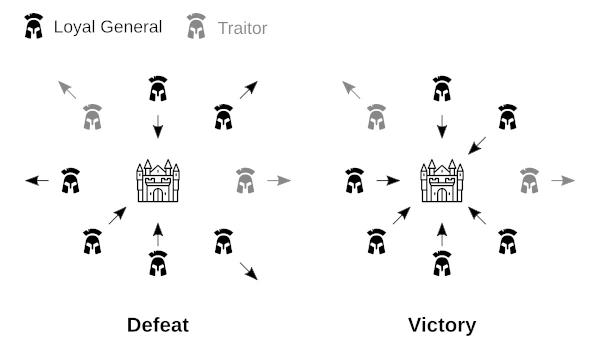 Loyal General
Traitor
Defeat
Victory